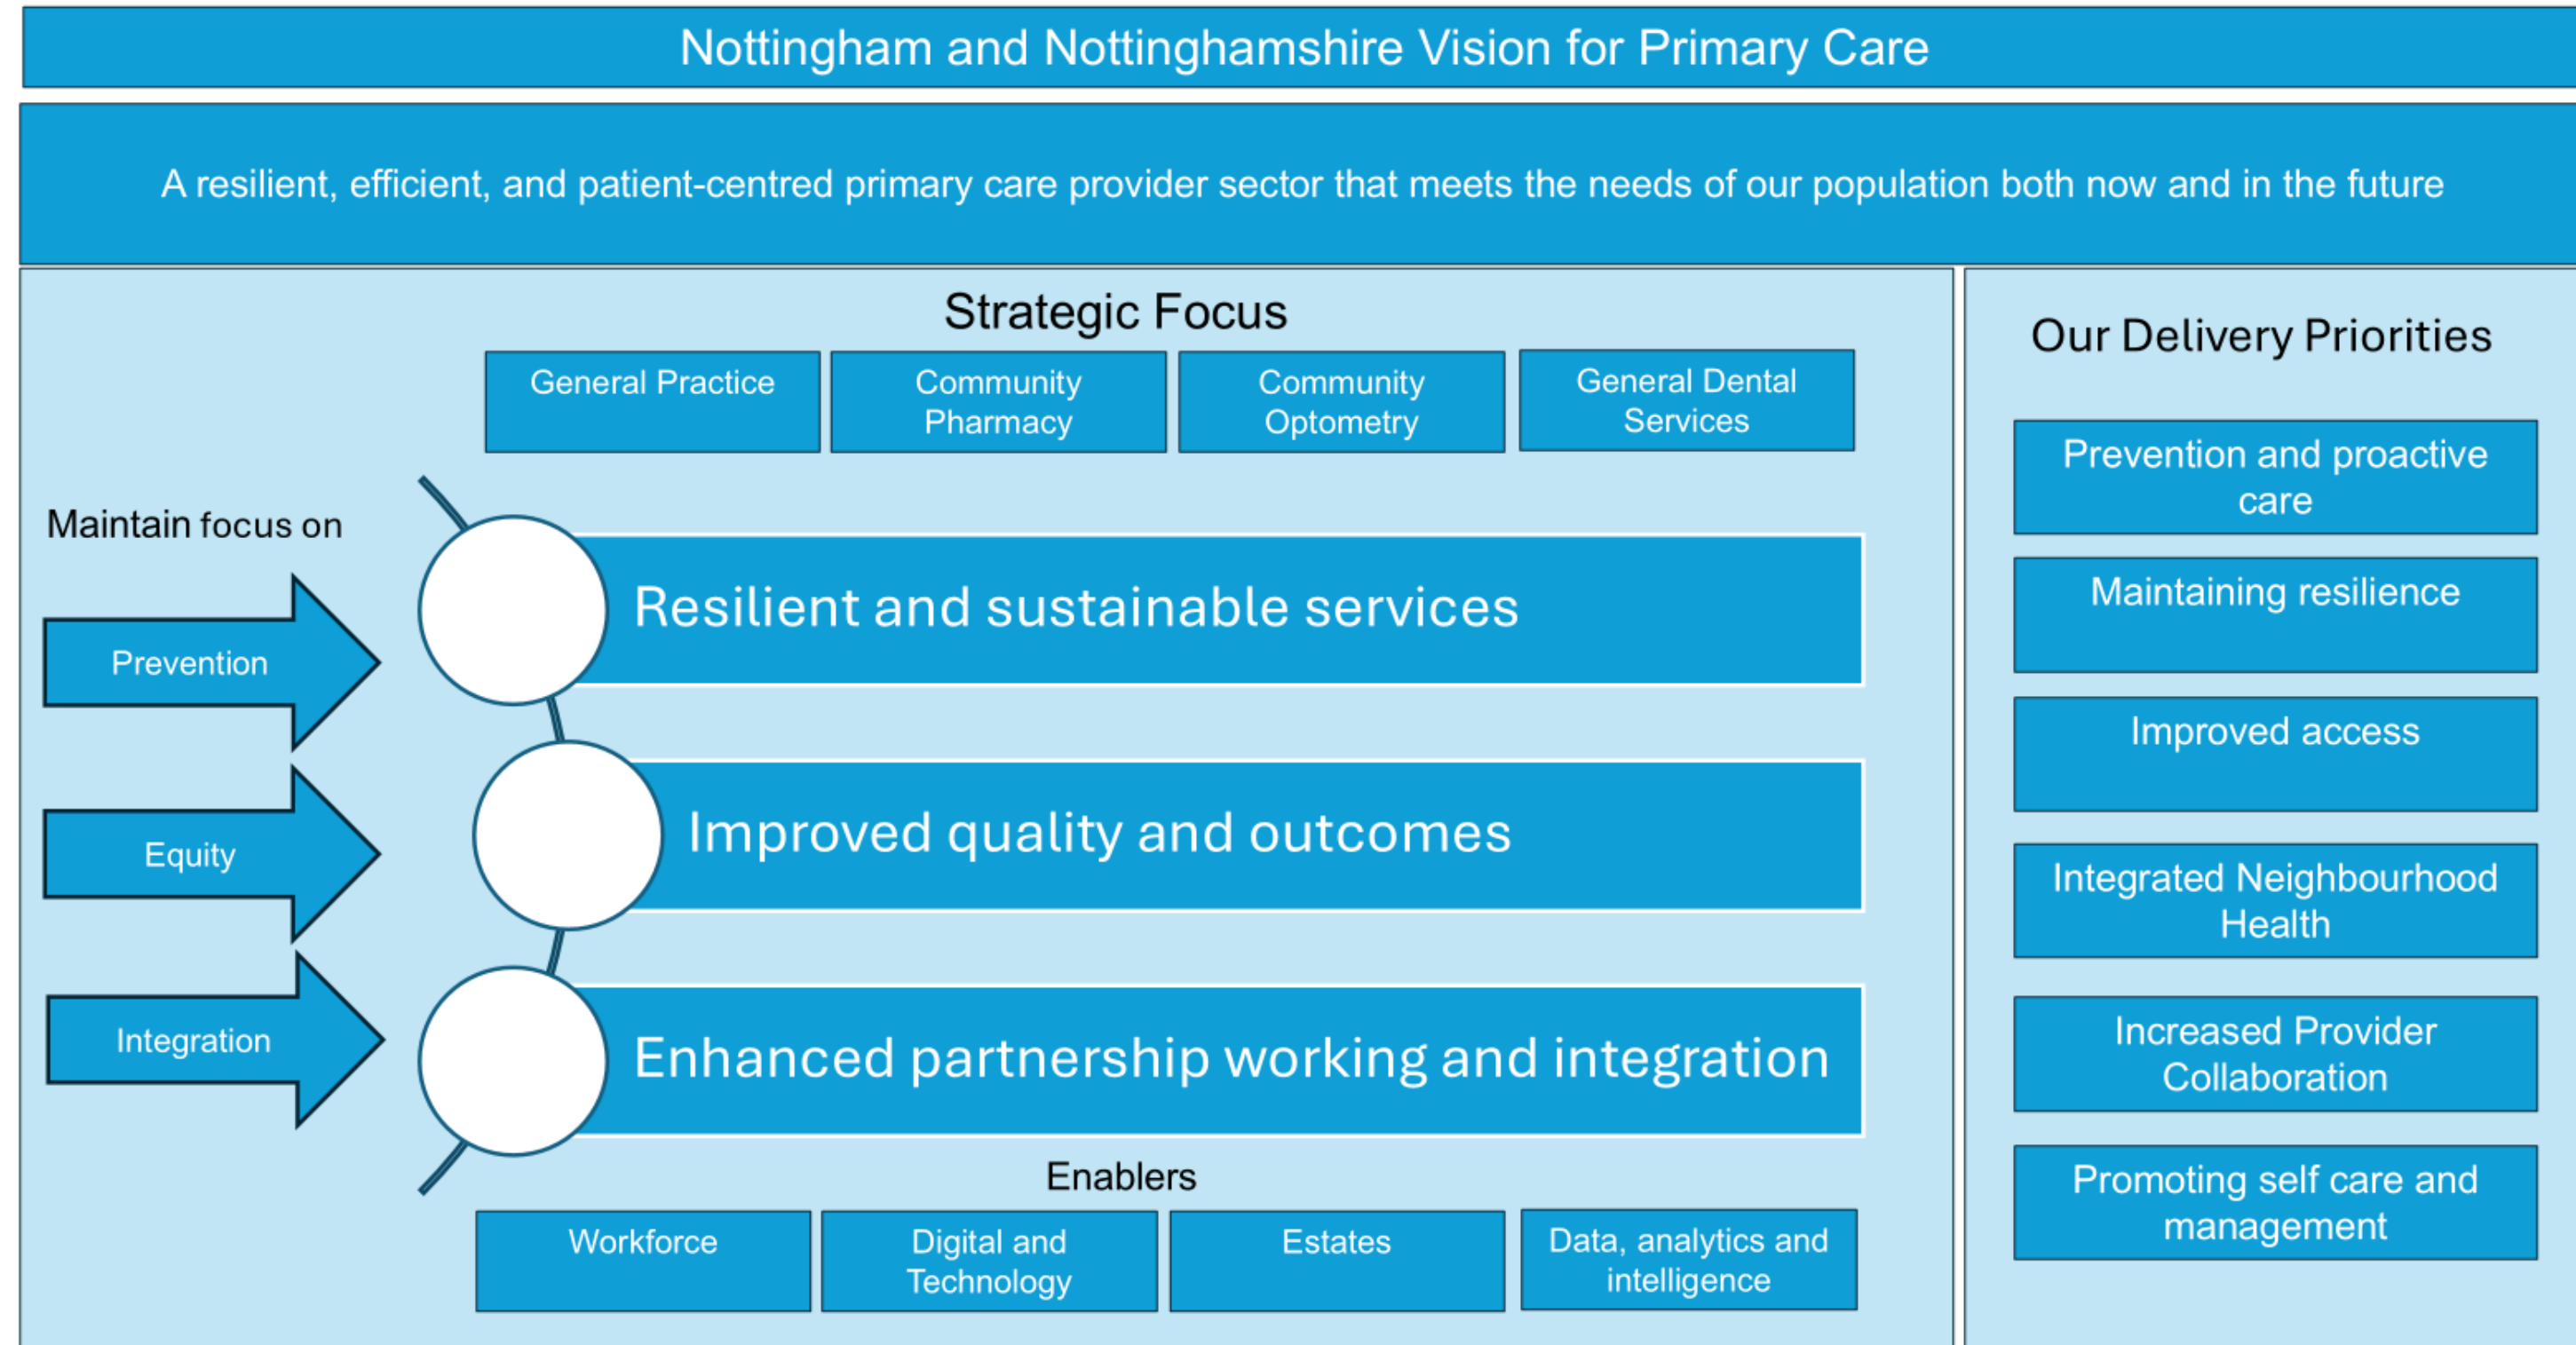 Nottingham and Nottinghamshire Vision for Primary Care
A resilient, efficient, and patient-centred primary care provider sector that meets the needs of our population both now and in the future
Strategic Focus
General Practice
Community
Pharmacy
Community
Optometry
General Dental
Services
Maintain focus on
Prevention
Equity
Integration
Resilient and sustainable services
Improved quality and outcomes
Enhanced partnership working and integration
Enablers
Workforce
Digital and
Technology
Estates
Data, analytics and
intelligence
Our Delivery Priorities
Prevention and proactive
care
Maintaining resilience
Improved access
Integrated Neighbourhood
Health
Increased Provider
Collaboration
Promoting self care and
management